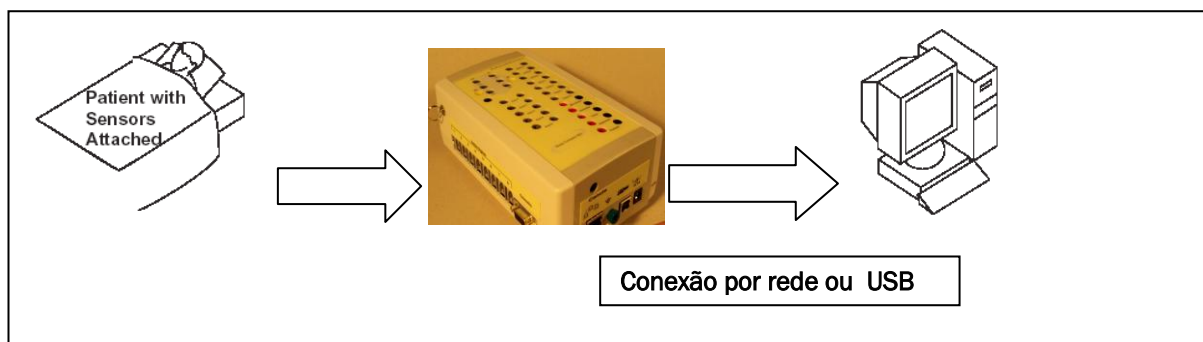 Patient with
Sensors
Attached
Conexão por rede ou USB